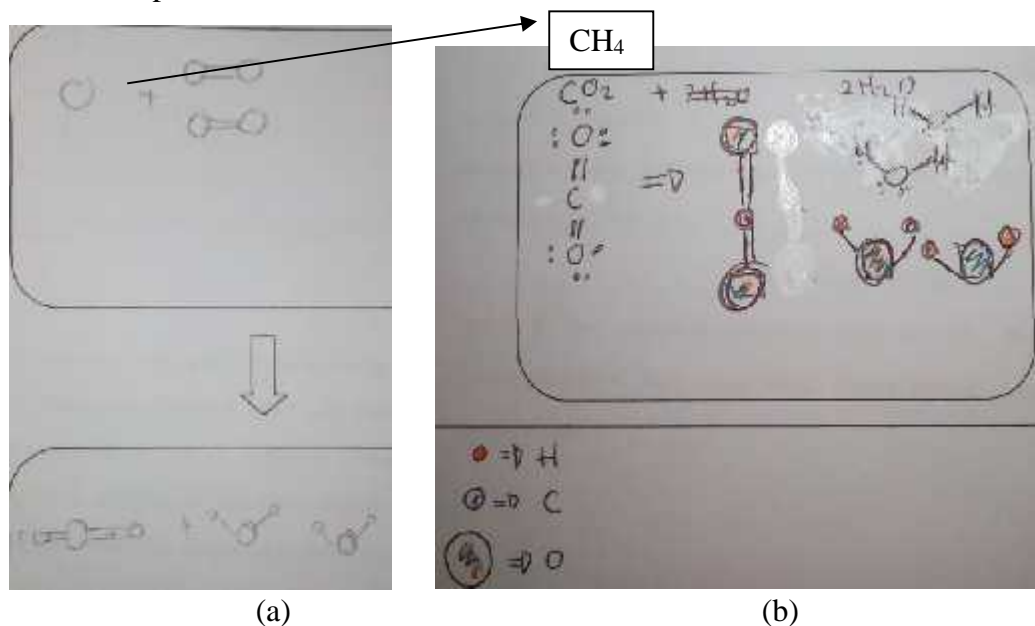 CH₄
+
+
CO₂ + 2H₂O
:O:
C
:O:
H H
H O H
=> H
=> C
=> O
(a)
(b)